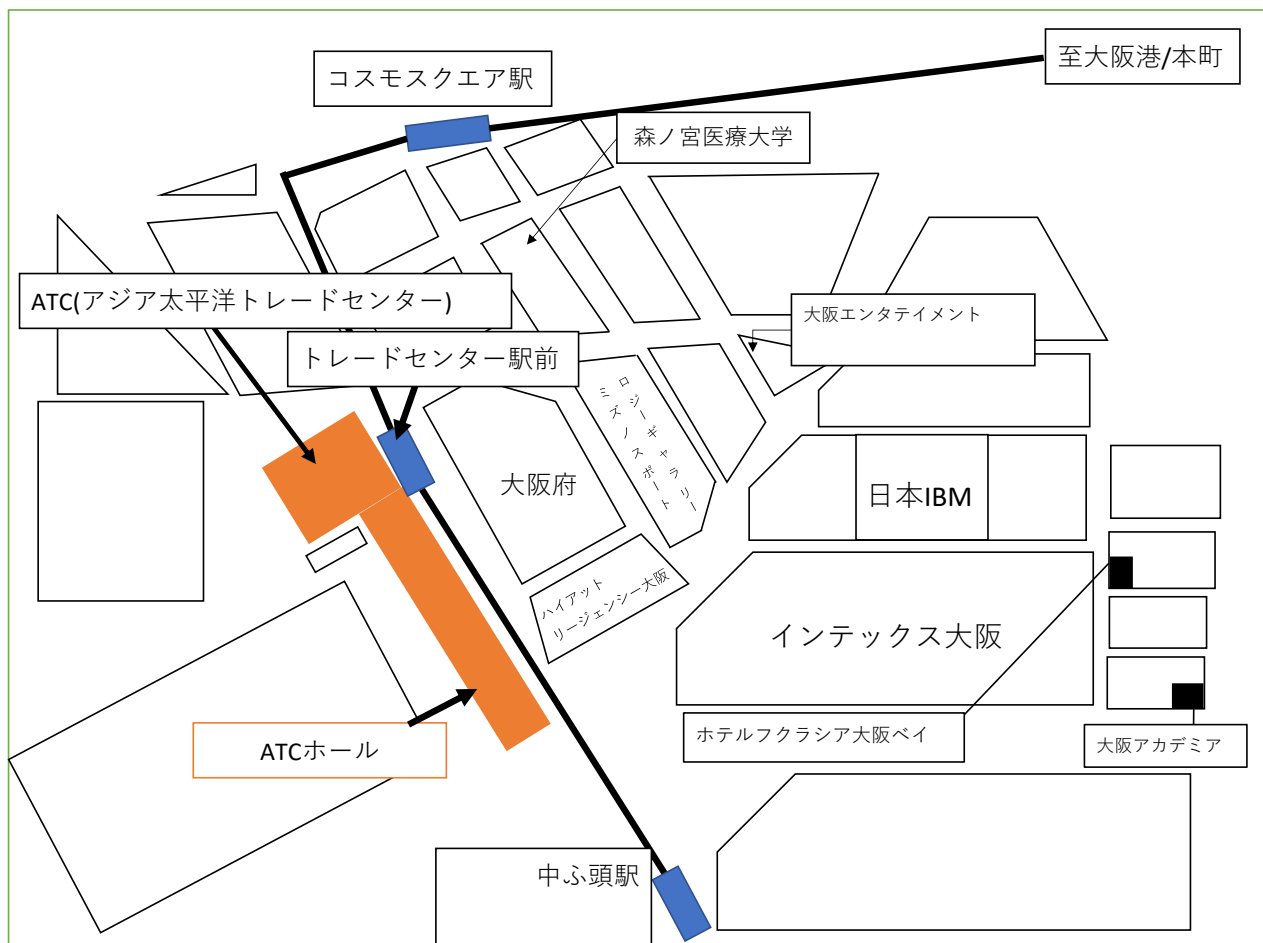 至大阪港/本町
コスモスクエア駅
森ノ宮医療大学
ATC(アジア太平洋トレードセンター)
大阪エンタテイメント
トレードセンター駅前
ミズノスポート
ロジーギャラリー
大阪府
日本IBM
ハイアット
リージェンシー大阪
インテックス大阪
ホテルフクラシア大阪ベイ
大阪アカデミア
ATCホール
中ふ頭駅